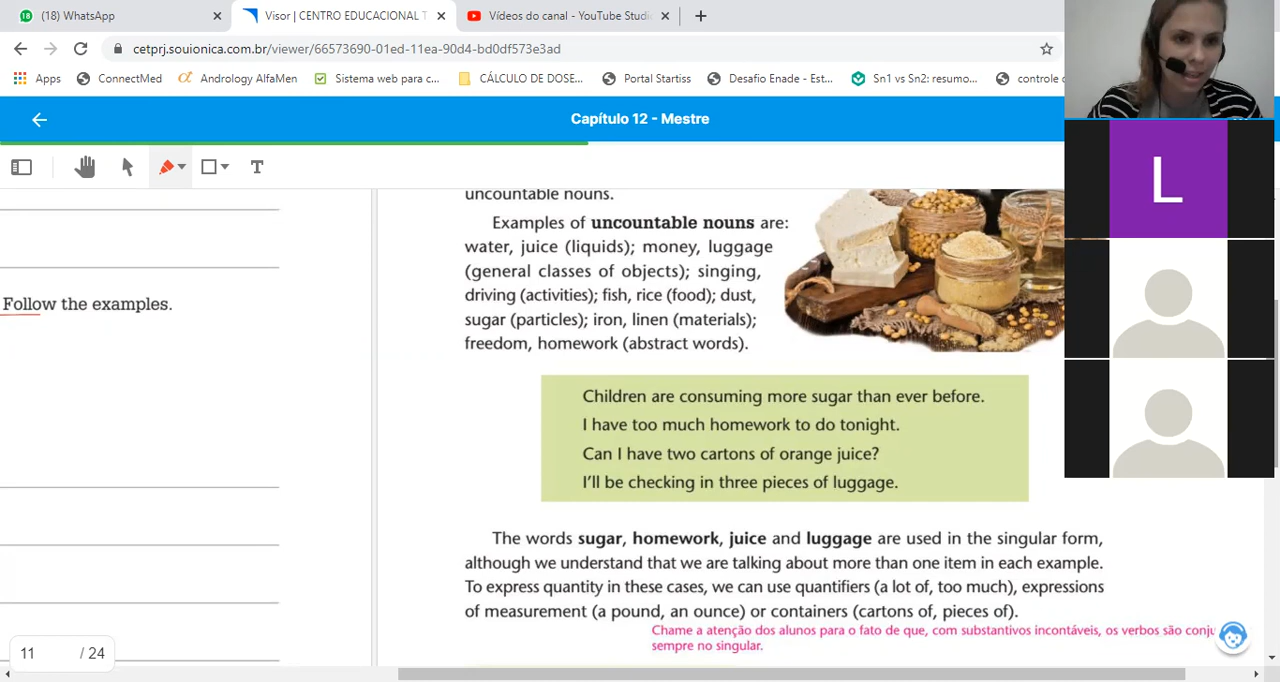 (18) WhatsApp
Visor | CENTRO EDUCACIONAL T
Vídeos do canal - YouTube Studi
cetprj.souionica.com.br/viewer/66573690-01ed-11ea-90d4-bd0df573e3ad
Apps ConnectMed Andrology AlfaMen Sistema web para c... CÁLCULO DE DOSE... Portal Startiss Desafio Enade - Est... Sn1 vs Sn2: resumo... controle
Capítulo 12 - Mestre
T
L
Follow the examples.
uncountable nouns.
Examples of uncountable nouns are:
water, juice (liquids); money, luggage
(general classes of objects); singing,
driving (activities); fish, rice (food); dust,
sugar (particles); iron, linen (materials);
freedom, homework (abstract words).
Children are consuming more sugar than ever before.
I have too much homework to do tonight.
Can I have two cartons of orange juice?
I'll be checking in three pieces of luggage.
The words sugar, homework, juice and luggage are used in the singular form,
although we understand that we are talking about more than one item in each example.
To express quantity in these cases, we can use quantifiers (a lot of, too much), expressions
of measurement (a pound, an ounce) or containers (cartons of, pieces of).
Chame a atenção dos alunos para o fato de que, com substantivos incontáveis, os verbos são conju
sempre no singular.
11 / 24